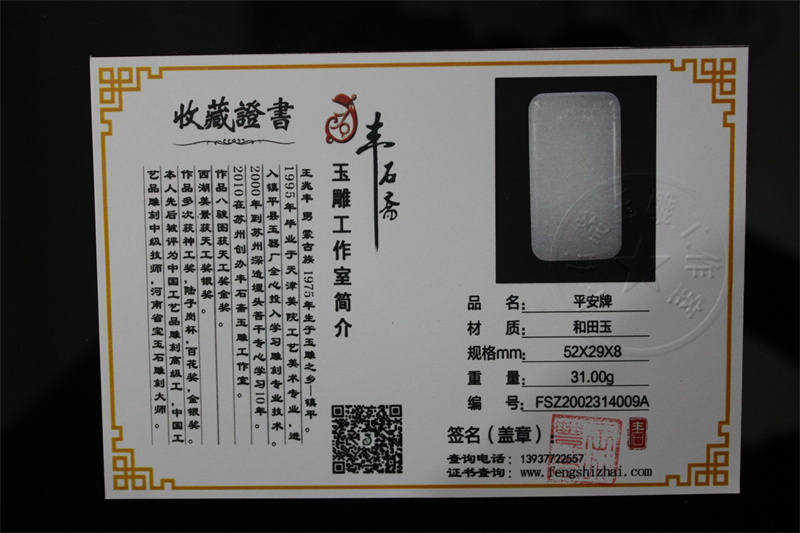 收藏證書
丰石斋
玉雕工作室简介
王兆丰 男 蒙古族 1975年生于玉雕之乡—镇平。
1995年毕业于天津美院工艺美术专业，进
入镇平县玉器厂全心投入学习雕刻专业技术。
2000年到苏州深造埋头苦干专心学习10年。
2010在苏州创办丰石斋玉雕工作室。
作品八骏图获天工奖金奖。
西湖美景获天工奖银奖。
作品多次获神工奖，陆子岗杯，百花奖，金银奖。
本人先后被评为中国工艺品雕刻高级工，中国工
艺品雕刻中级技师，河南省宝玉石雕刻大师。
品 名： 平安牌
材 质： 和田玉
规格mm： 52X29X8
重 量： 31.00g
编 号： FSZ2002314009A
签名（盖章）：
查询电话：13937722557
证书查询：www.fengshizhai.com